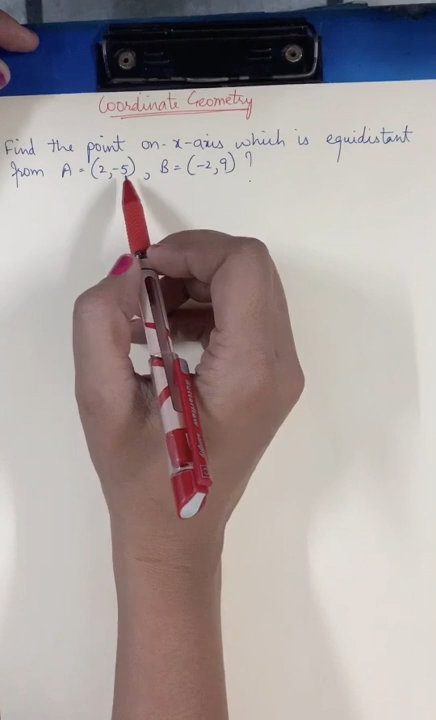 Coordinate Geometry
Find the point on x-axis which is equidistant
from A = (2,-5), B = (-2,9)?